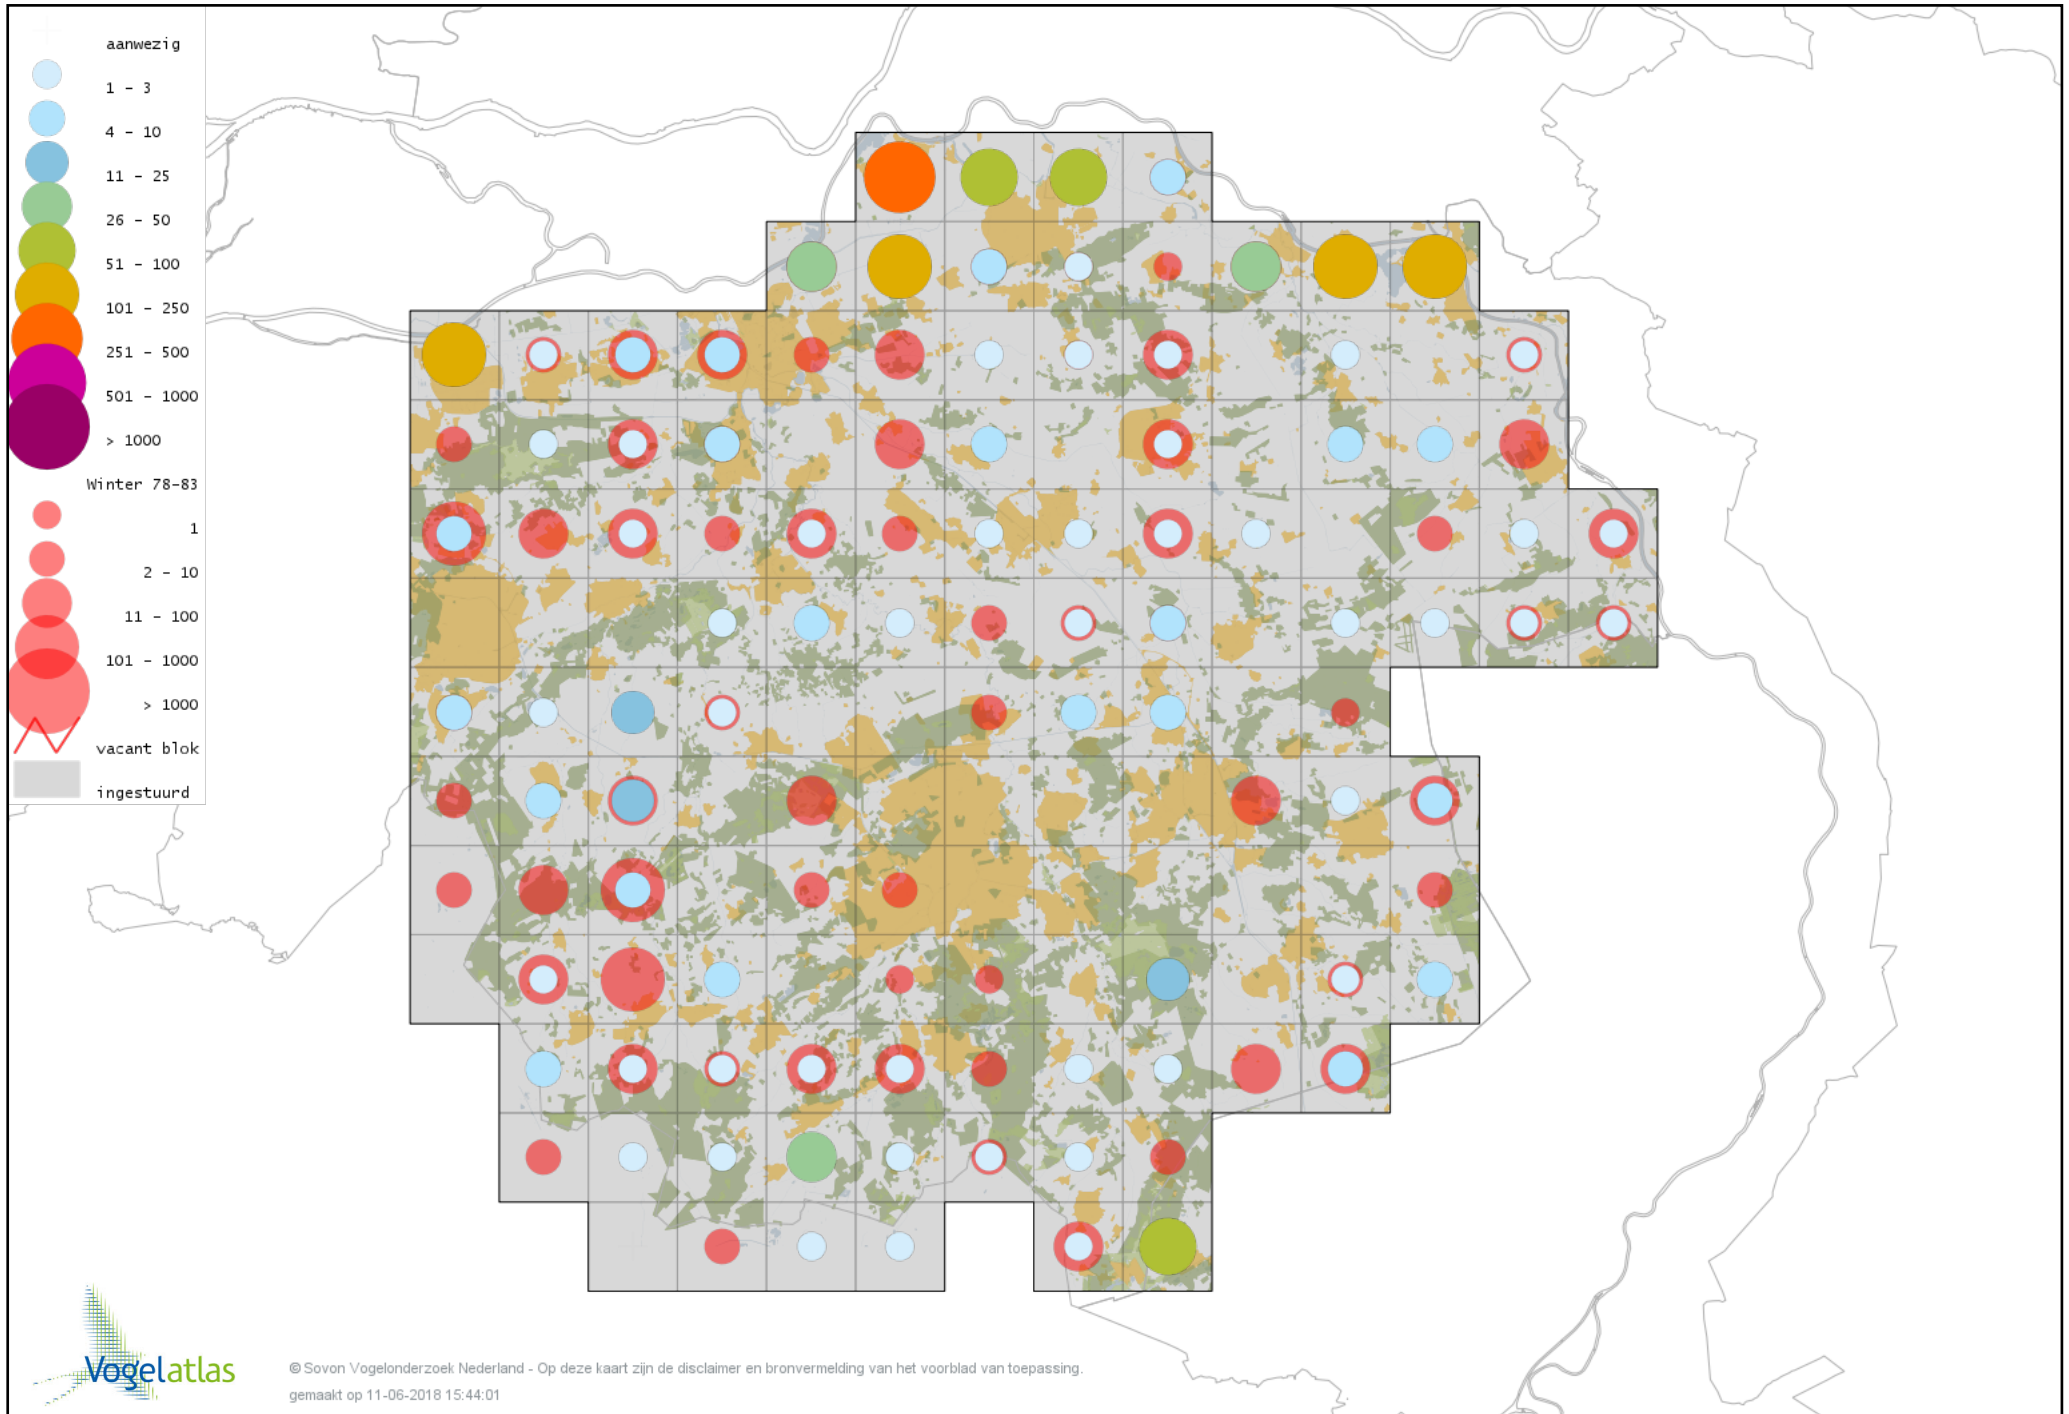 aanwezig
1 - 3
4 - 10
11 - 25
26 - 50
51 - 100
101 - 250
251 - 500
501 - 1000
> 1000
Winter 78-83
1
2 - 10
11 - 100
101 - 1000
> 1000
vacant blok
ingestuurd
Vogelatlas
© Sovon Vogelonderzoek Nederland - Op deze kaart zijn de disclaimer en bronvermelding van het voorblad van toepassing.
gemaakt op 11-06-2018 15:44:01